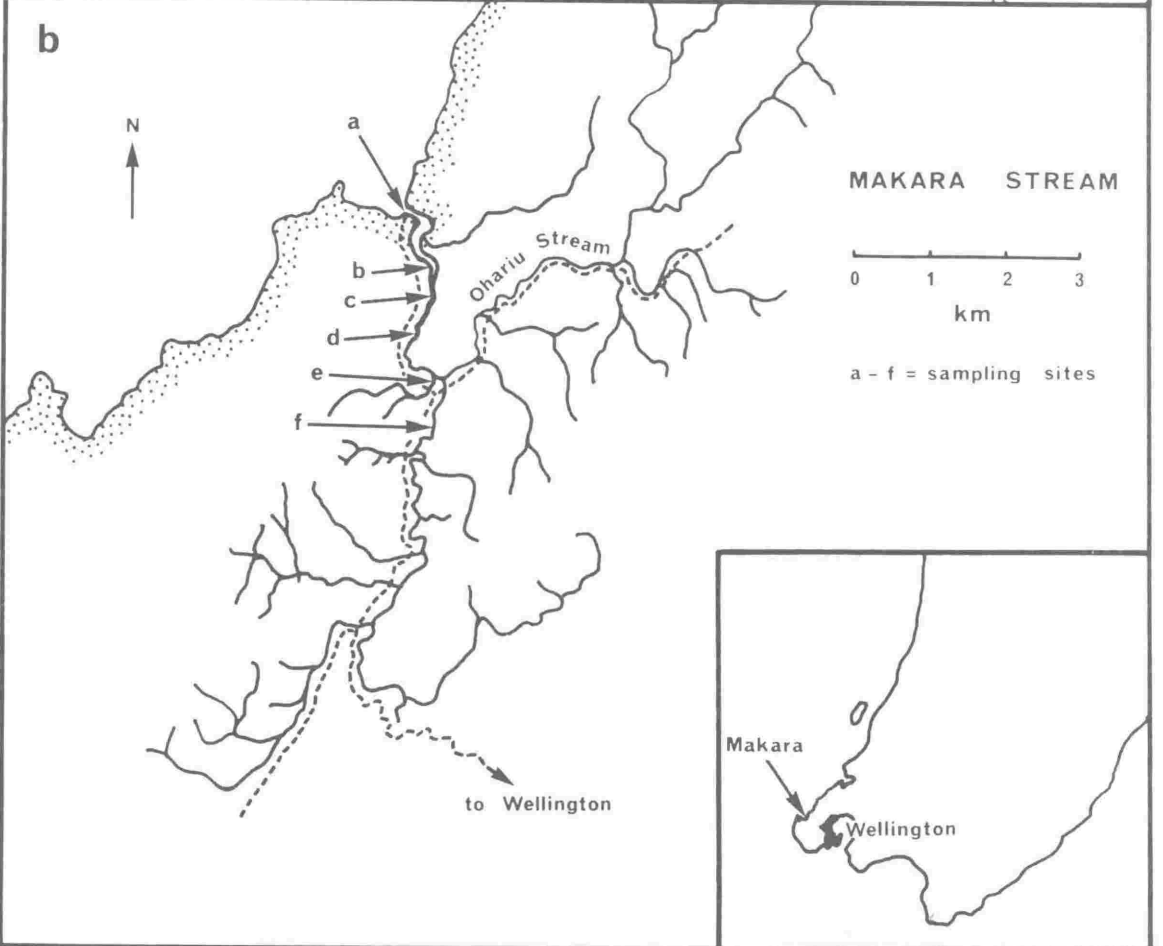 b
N
a
MAKARA STREAM
Ohariu Stream
b
0 1 2 3
c
km
d
e
a - f = sampling sites
f
to Wellington
Makara
Wellington